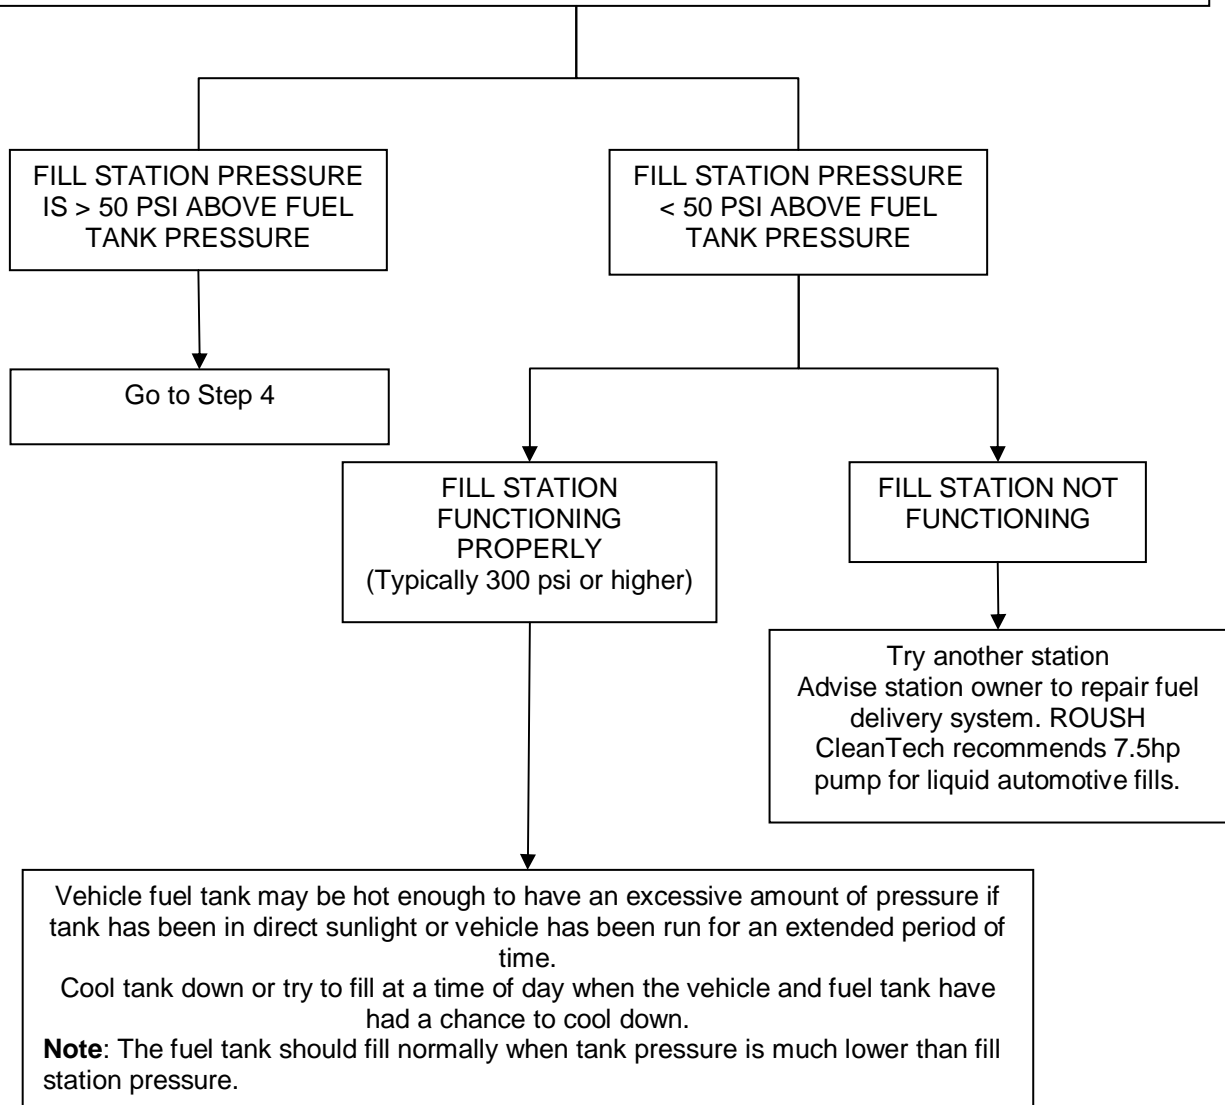 FILL STATION PRESSURE
IS > 50 PSI ABOVE FUEL
TANK PRESSURE
FILL STATION PRESSURE
< 50 PSI ABOVE FUEL
TANK PRESSURE
Go to Step 4
FILL STATION
FUNCTIONING
PROPERLY
(Typically 300 psi or higher)
FILL STATION NOT
FUNCTIONING
Try another station
Advise station owner to repair fuel
delivery system. ROUSH
CleanTech recommends 7.5hp
pump for liquid automotive fills.
Vehicle fuel tank may be hot enough to have an excessive amount of pressure if
tank has been in direct sunlight or vehicle has been run for an extended period of
time.
Cool tank down or try to fill at a time of day when the vehicle and fuel tank have
had a chance to cool down.
Note: The fuel tank should fill normally when tank pressure is much lower than fill
station pressure.